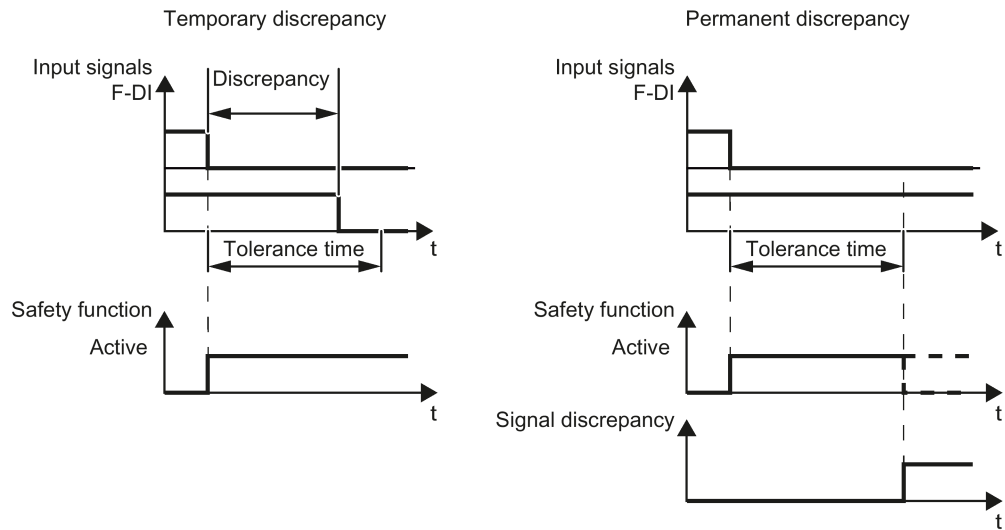 Temporary discrepancy
Input signals
F-DI
Discrepancy
t
Tolerance time
Safety function
Active
t
Permanent discrepancy
Input signals
F-DI
t
Tolerance time
Safety function
Active
t
Signal discrepancy
t